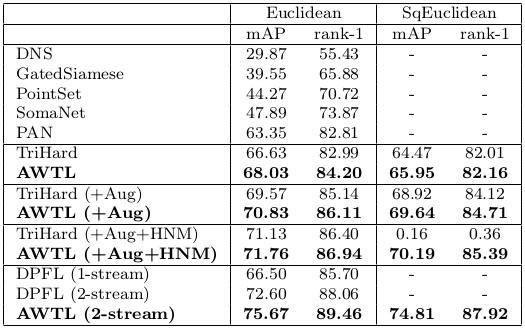 Euclidean SqEuclidean
mAP rank-1 mAP rank-1
DNS 29.87 55.43 - -
GatedSiamese 39.55 65.88 - -
PointSet 44.27 70.72 - -
SomaNet 47.89 73.87 - -
PAN 63.35 82.81 - -
TriHard 66.63 82.99 64.47 82.01
AWTL 68.03 84.20 65.95 82.16
TriHard (+Aug) 69.57 85.14 68.92 84.12
AWTL (+Aug) 70.83 86.11 69.64 84.71
TriHard (+Aug+HNM) 71.13 86.40 0.16 0.36
AWTL (+Aug+HNM) 71.76 86.94 70.19 85.39
DPFL (1-stream) 66.50 85.70 - -
DPFL (2-stream) 72.60 88.06 - -
AWTL (2-stream) 75.67 89.46 74.81 87.92